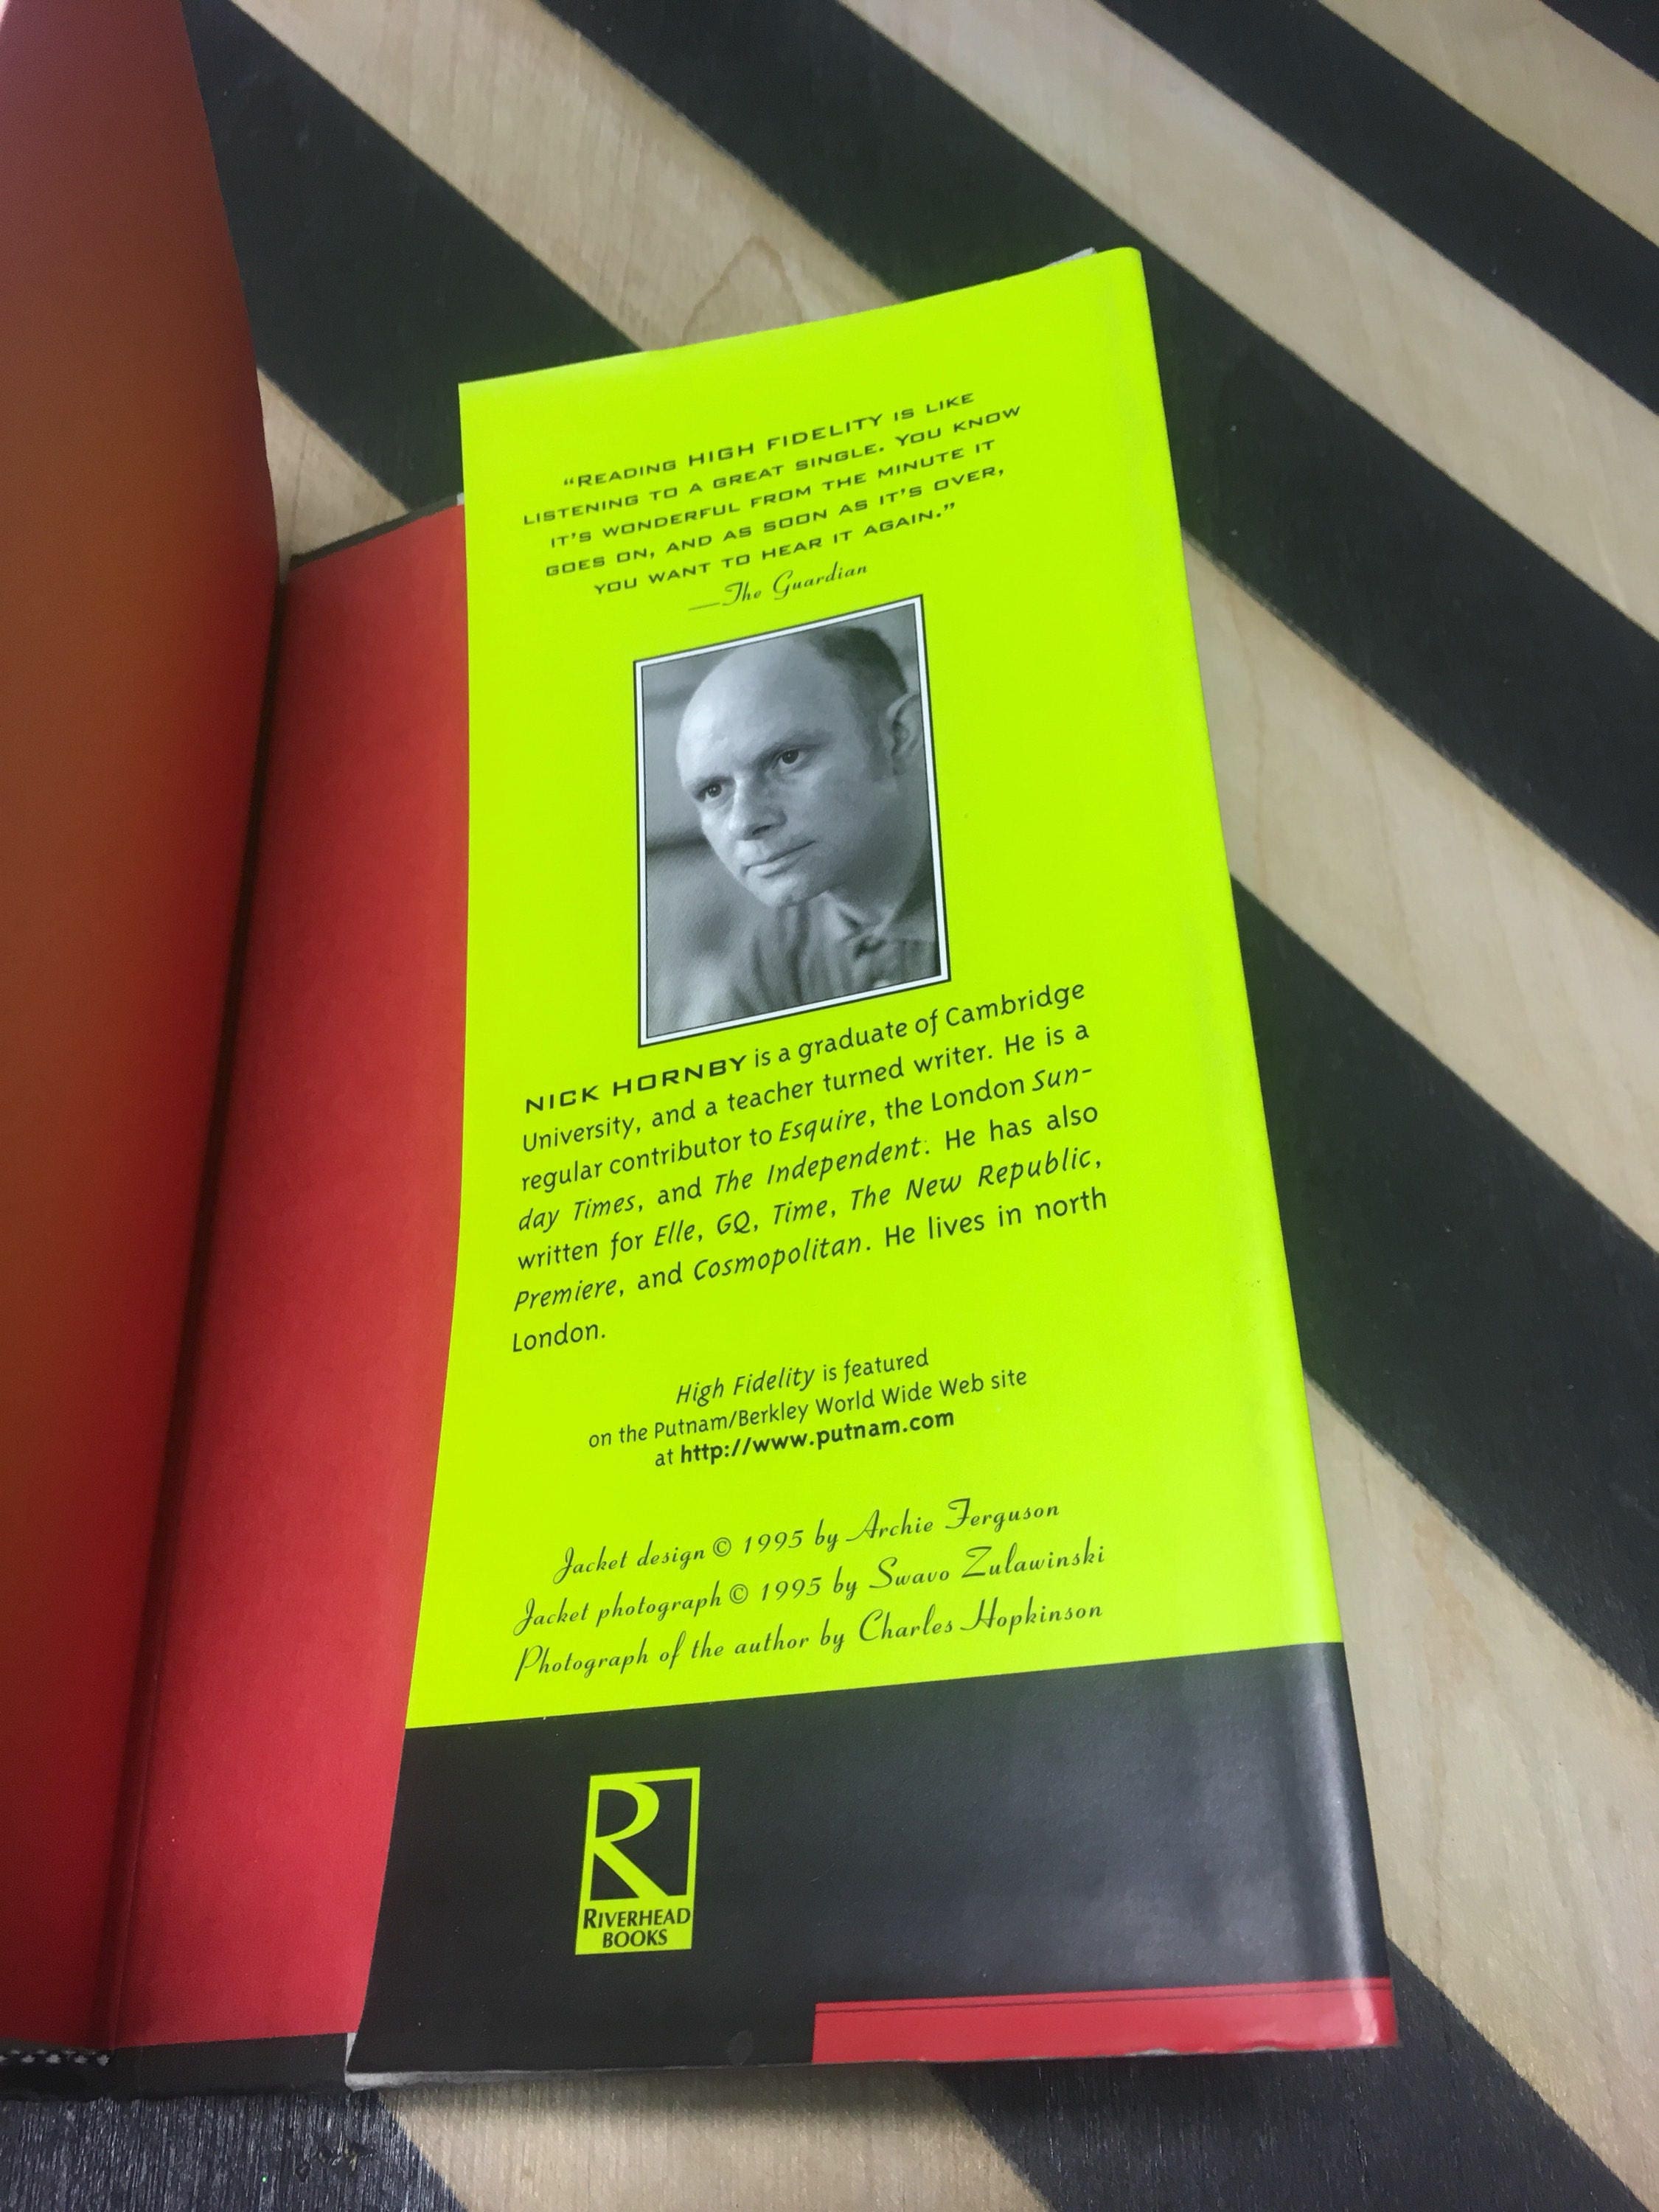 “READING HIGH FIDELITY IS LIKE
LISTENING TO A GREAT SINGLE. YOU KNOW
IT’S WONDERFUL FROM THE MINUTE IT
GOES ON, AND AS SOON AS IT’S OVER,
YOU WANT TO HEAR IT AGAIN.”
—The Guardian
NICK HORNBY is a graduate of Cambridge
University, and a teacher turned writer. He is a
regular contributor to Esquire, the London Sun-
day Times, and The Independent. He has also
written for Elle, GQ, Time, The New Republic,
Premiere, and Cosmopolitan. He lives in north
London.
High Fidelity is featured
on the Putnam/Berkley World Wide Web site
at http://www.putnam.com
Jacket design © 1995 by Archie Ferguson
Jacket photograph © 1995 by Swavo Zulawinski
Photograph of the author by Charles Hopkinson
R
RIVERHEAD
BOOKS